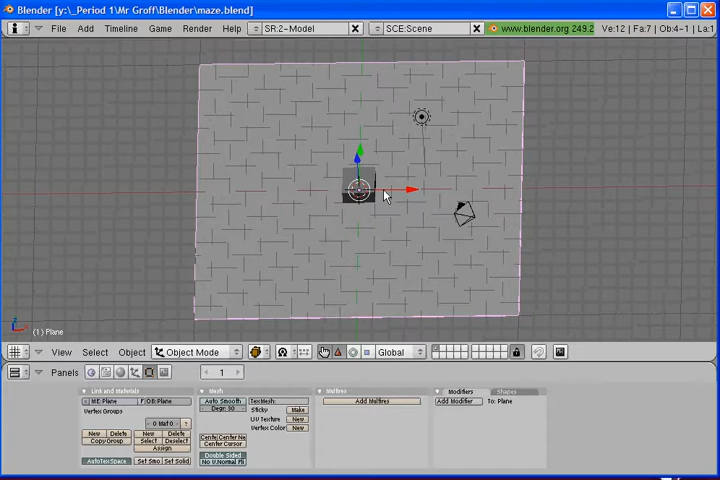 Blender [y:\_Period 1\Mr Groff\Blender\maze.blend]
File Add Timeline Game Render Help SR:2-Model SCE:Scene www.blender.org 249.2 Ve:12 | Fa:7 | Ob:4-1 | La:1
(1) Plane
View Select Object Object Mode Global
Panels 1
Link and Materials Mesh Multires Modifiers Shapes
ME: Plane F OB: Plane Auto Smooth TexMesh: Add Multires Add Modifier To: Plane
Vertex Groups Degr: 30 Sticky Make
0 Mat 0 ? UV Texture New
New Delete New Delete Vertex Color New
Copy Group Select Deselect
Assign Center Cursor
Double Sided
AutoTexSpace Set Smo Set Solid No V.Normal Fli